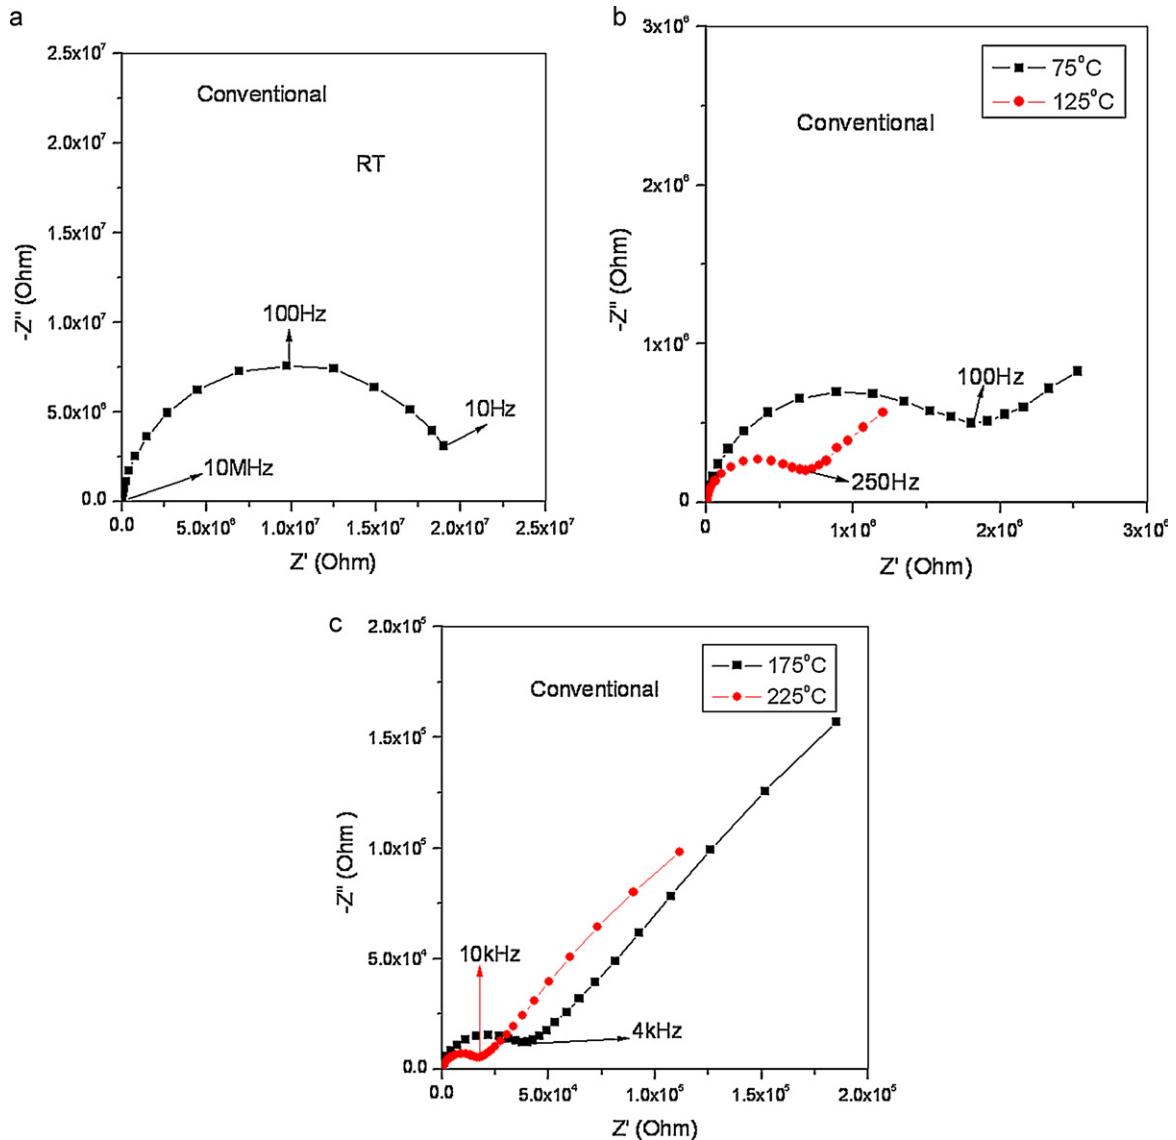 a
2.5x10⁷
Conventional
2.0x10⁷
RT
1.5x10⁷
-Z" (Ohm)
100Hz
1.0x10⁷
5.0x10⁶
10Hz
10MHz
0.0
0.0 5.0x10⁶ 1.0x10⁷ 1.5x10⁷ 2.0x10⁷ 2.5x10⁷
Z' (Ohm)
b
3x10⁶
75°C
125°C
Conventional
2x10⁶
-Z" (Ohm)
1x10⁶
100Hz
250Hz
0
0 1x10⁶ 2x10⁶ 3x10⁶
Z' (Ohm)
c
2.0x10⁵
175°C
225°C
Conventional
1.5x10⁵
-Z" (Ohm )
1.0x10⁵
10kHz
5.0x10⁴
4kHz
0.0
0.0 5.0x10⁴ 1.0x10⁵ 1.5x10⁵ 2.0x10⁵
Z' (Ohm)